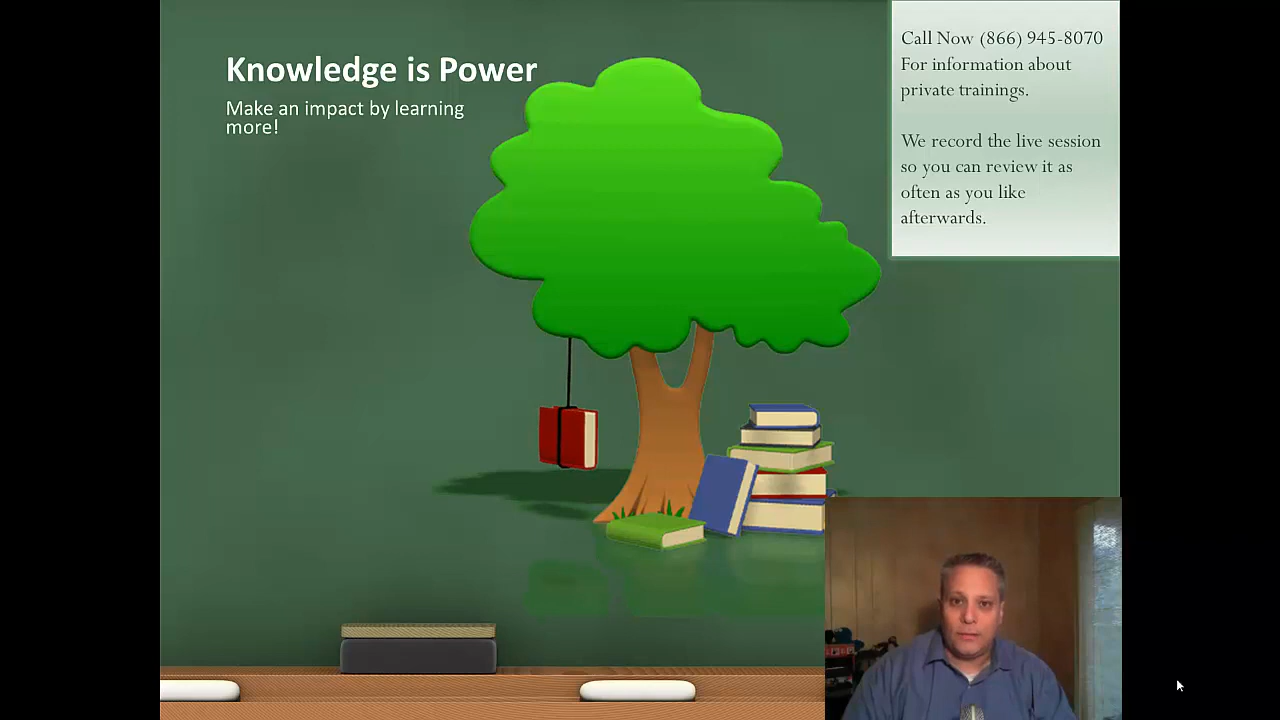 Knowledge is Power
Make an impact by learning
more!
Call Now (866) 945-8070
For information about
private trainings.
We record the live session
so you can review it as
often as you like
afterwards.